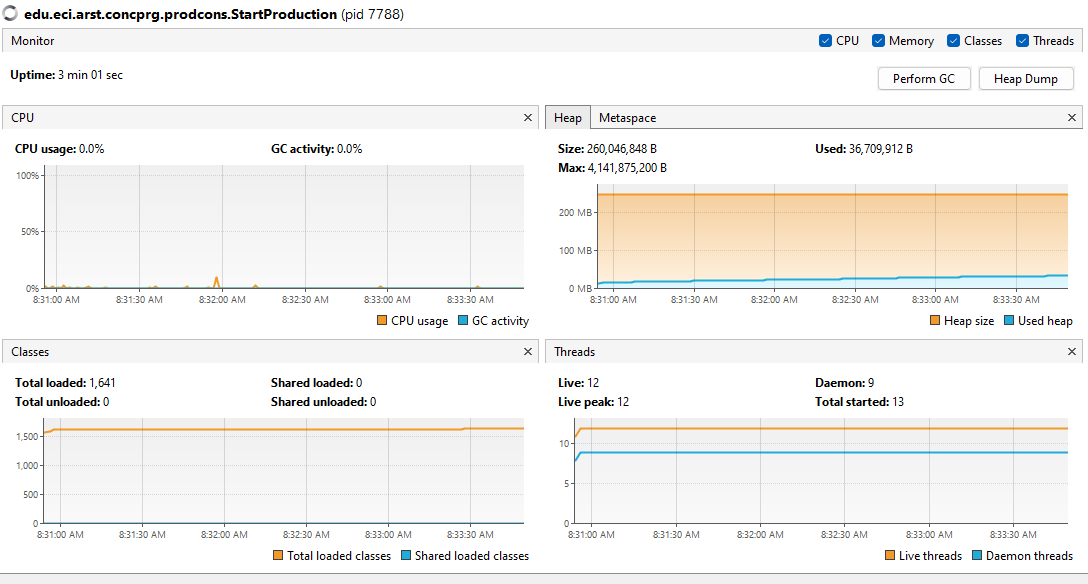 edu.eci.arst.concprg.prodcons.StartProduction (pid 7788)
Monitor
CPU Memory Classes Threads
Uptime: 3 min 01 sec
Perform GC Heap Dump
CPU
CPU usage: 0.0% GC activity: 0.0%
100%
50%
0%
8:31:00 AM 8:31:30 AM 8:32:00 AM 8:32:30 AM 8:33:00 AM 8:33:30 AM
CPU usage GC activity
Heap Metaspace
Size: 260,046,848 B Used: 36,709,912 B
Max: 4,141,875,200 B
200 MB
100 MB
0 MB
8:31:00 AM 8:31:30 AM 8:32:00 AM 8:32:30 AM 8:33:00 AM 8:33:30 AM
Heap size Used heap
Classes
Total loaded: 1,641 Shared loaded: 0
Total unloaded: 0 Shared unloaded: 0
1,500
1,000
500
0
8:31:00 AM 8:31:30 AM 8:32:00 AM 8:32:30 AM 8:33:00 AM 8:33:30 AM
Total loaded classes Shared loaded classes
Threads
Live: 12 Daemon: 9
Live peak: 12 Total started: 13
10
5
0
8:31:00 AM 8:31:30 AM 8:32:00 AM 8:32:30 AM 8:33:00 AM 8:33:30 AM
Live threads Daemon threads